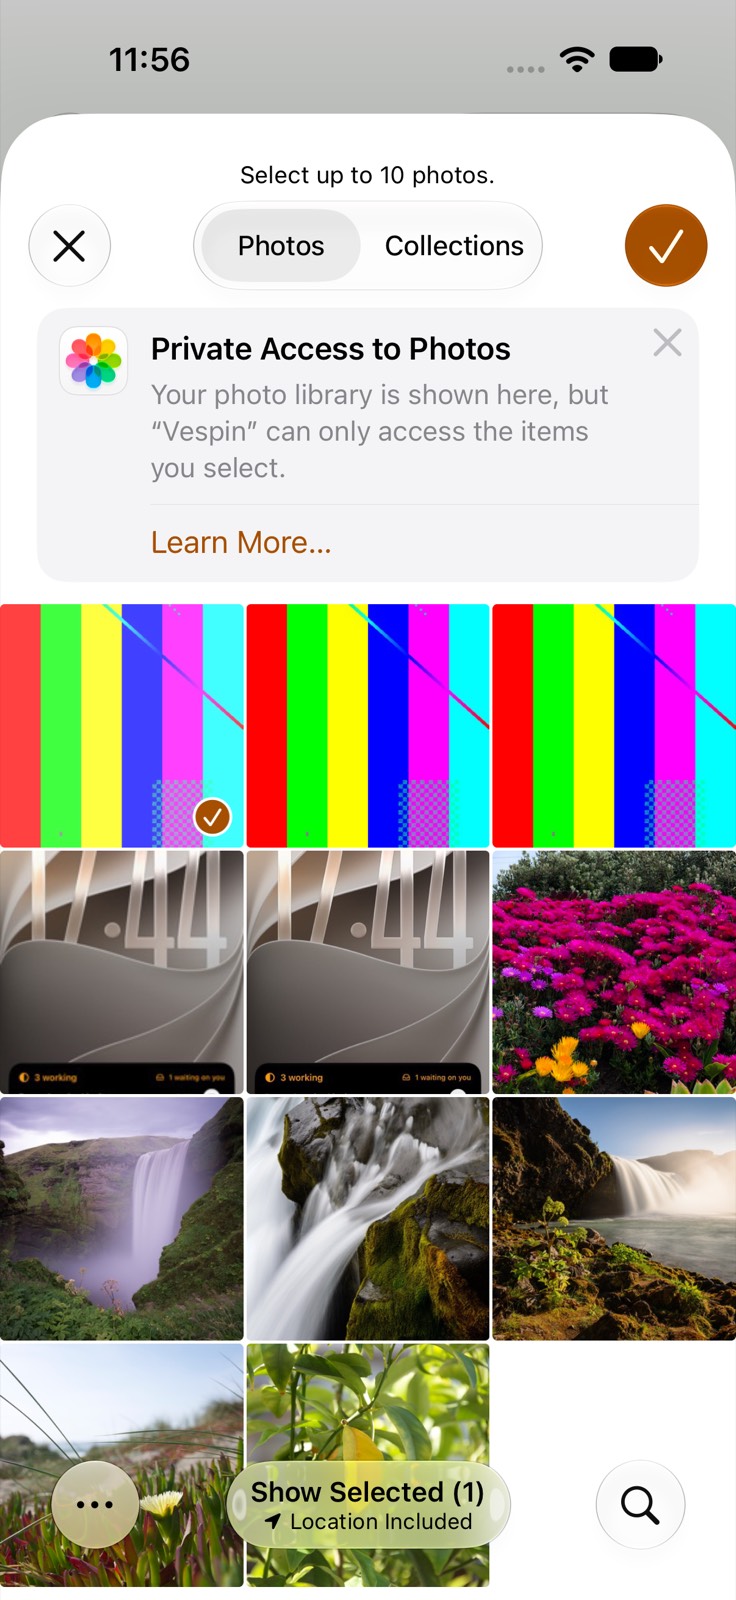 11:56
Select up to 10 photos.
Photos
Collections
Private Access to Photos
Your photo library is shown here, but
“Vespin” can only access the items
you select.
Learn More...
3 working
1 waiting on you
3 working
1 waiting on you
Show Selected (1)
Location Included